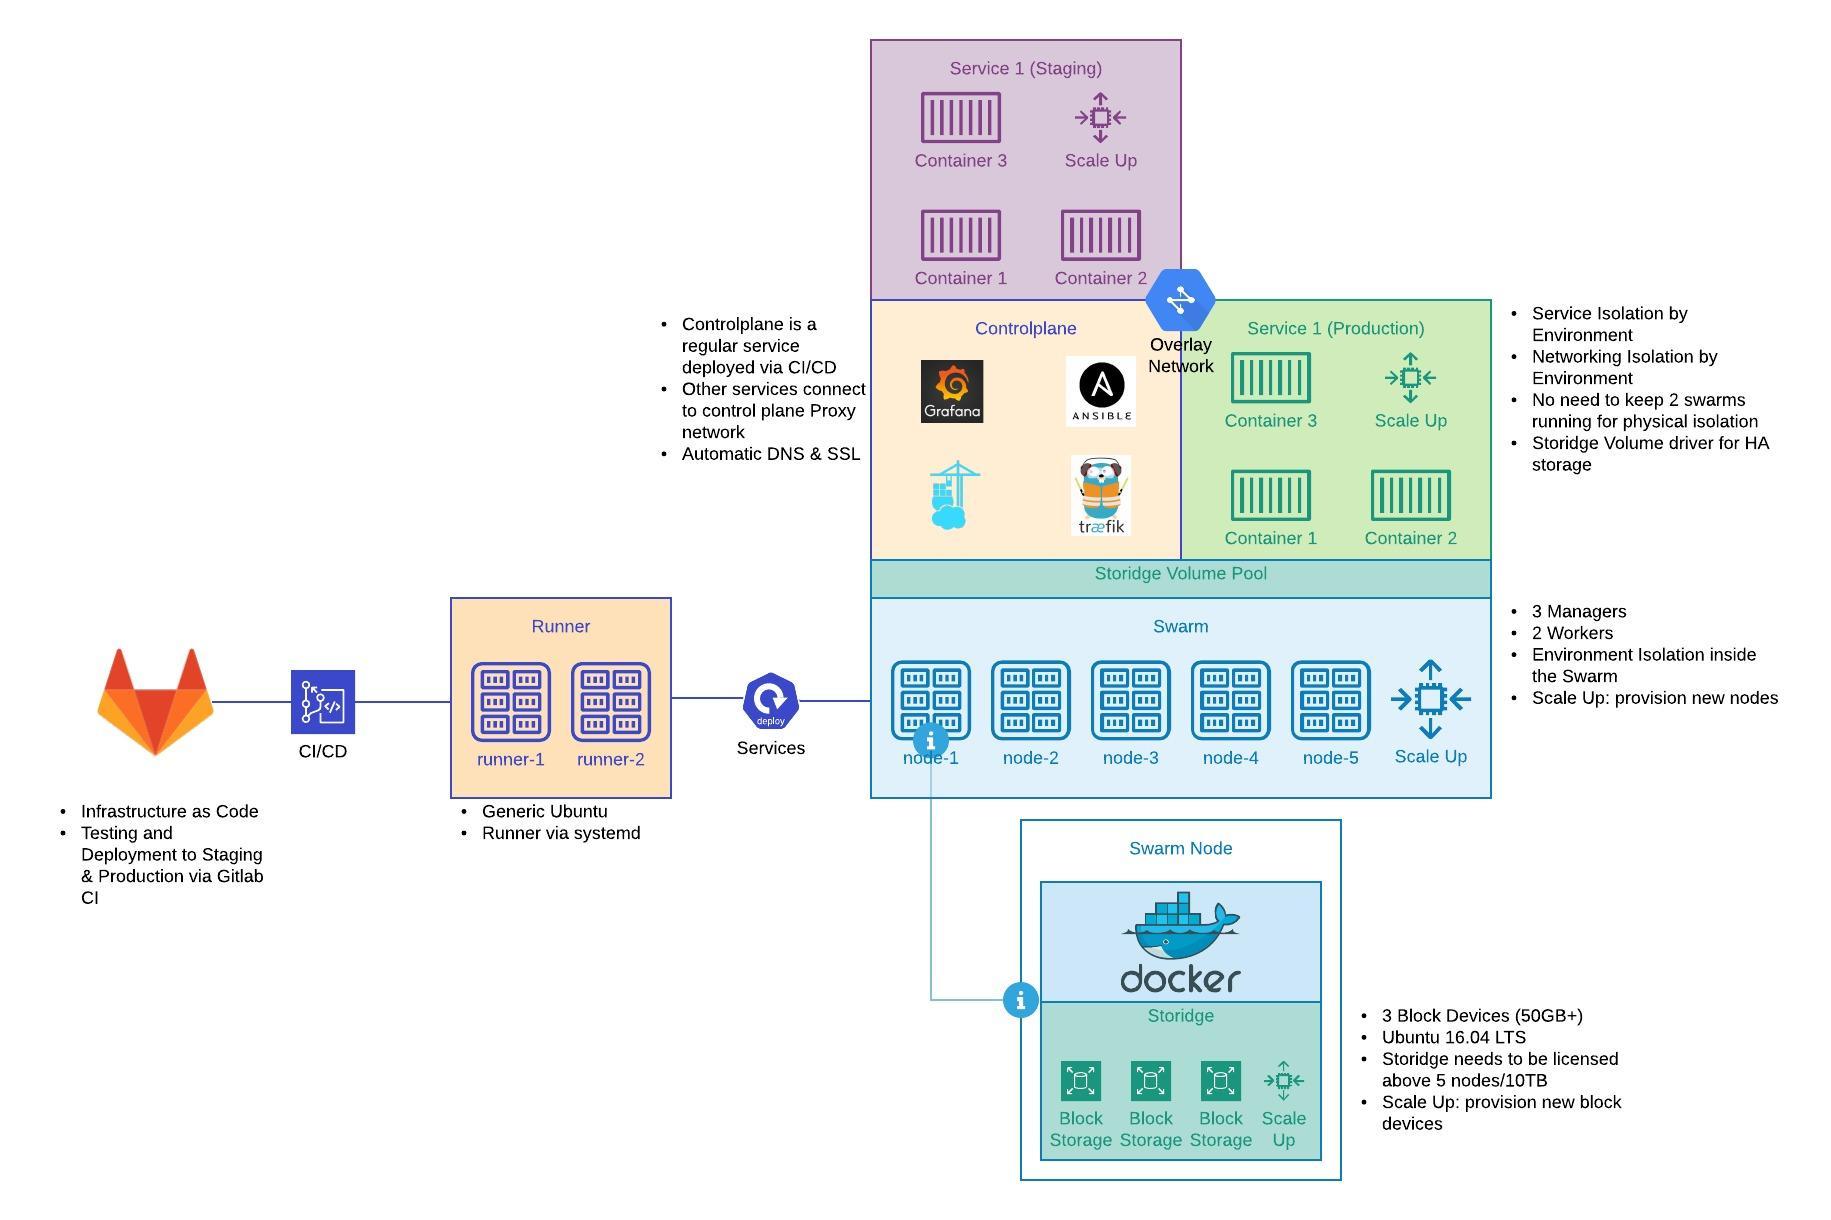 Service 1 (Staging)
Container 3
Scale Up
Container 1
Container 2
• Controlplane is a
regular service
deployed via CI/CD
• Other services connect
to control plane Proxy
network
• Automatic DNS & SSL
Controlplane
Grafana
ANSIBLE
træfik
Overlay
Network
Service 1 (Production)
Container 3
Scale Up
Container 1
Container 2
• Service Isolation by
Environment
• Networking Isolation by
Environment
• No need to keep 2 swarms
running for physical isolation
• Storidge Volume driver for HA
storage
Storidge Volume Pool
CI/CD
• Infrastructure as Code
• Testing and
Deployment to Staging
& Production via Gitlab
CI
Runner
runner-1
runner-2
• Generic Ubuntu
• Runner via systemd
deploy
Services
Swarm
node-1
node-2
node-3
node-4
node-5
Scale Up
• 3 Managers
• 2 Workers
• Environment Isolation inside
the Swarm
• Scale Up: provision new nodes
Swarm Node
docker
Storidge
Block
Storage
Block
Storage
Block
Storage
Scale
Up
• 3 Block Devices (50GB+)
• Ubuntu 16.04 LTS
• Storidge needs to be licensed
above 5 nodes/10TB
• Scale Up: provision new block
devices